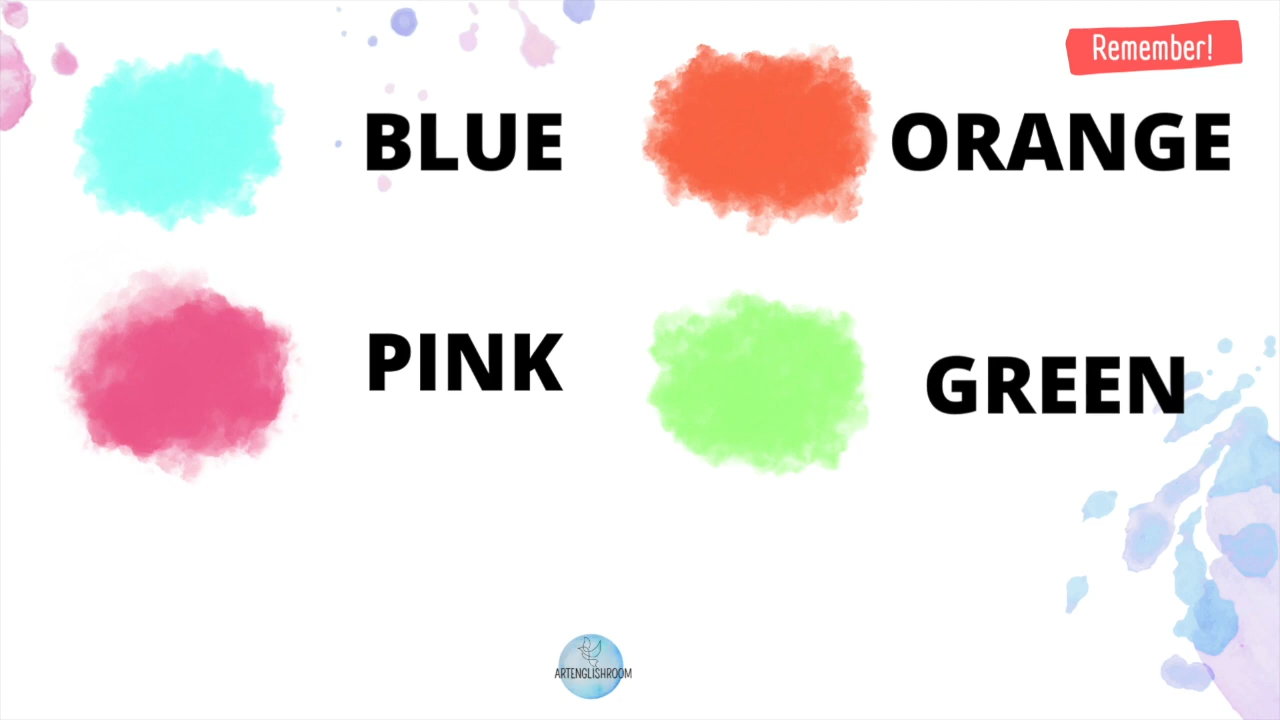 Remember!
BLUE
ORANGE
PINK
GREEN
ARTENGLISHROOM